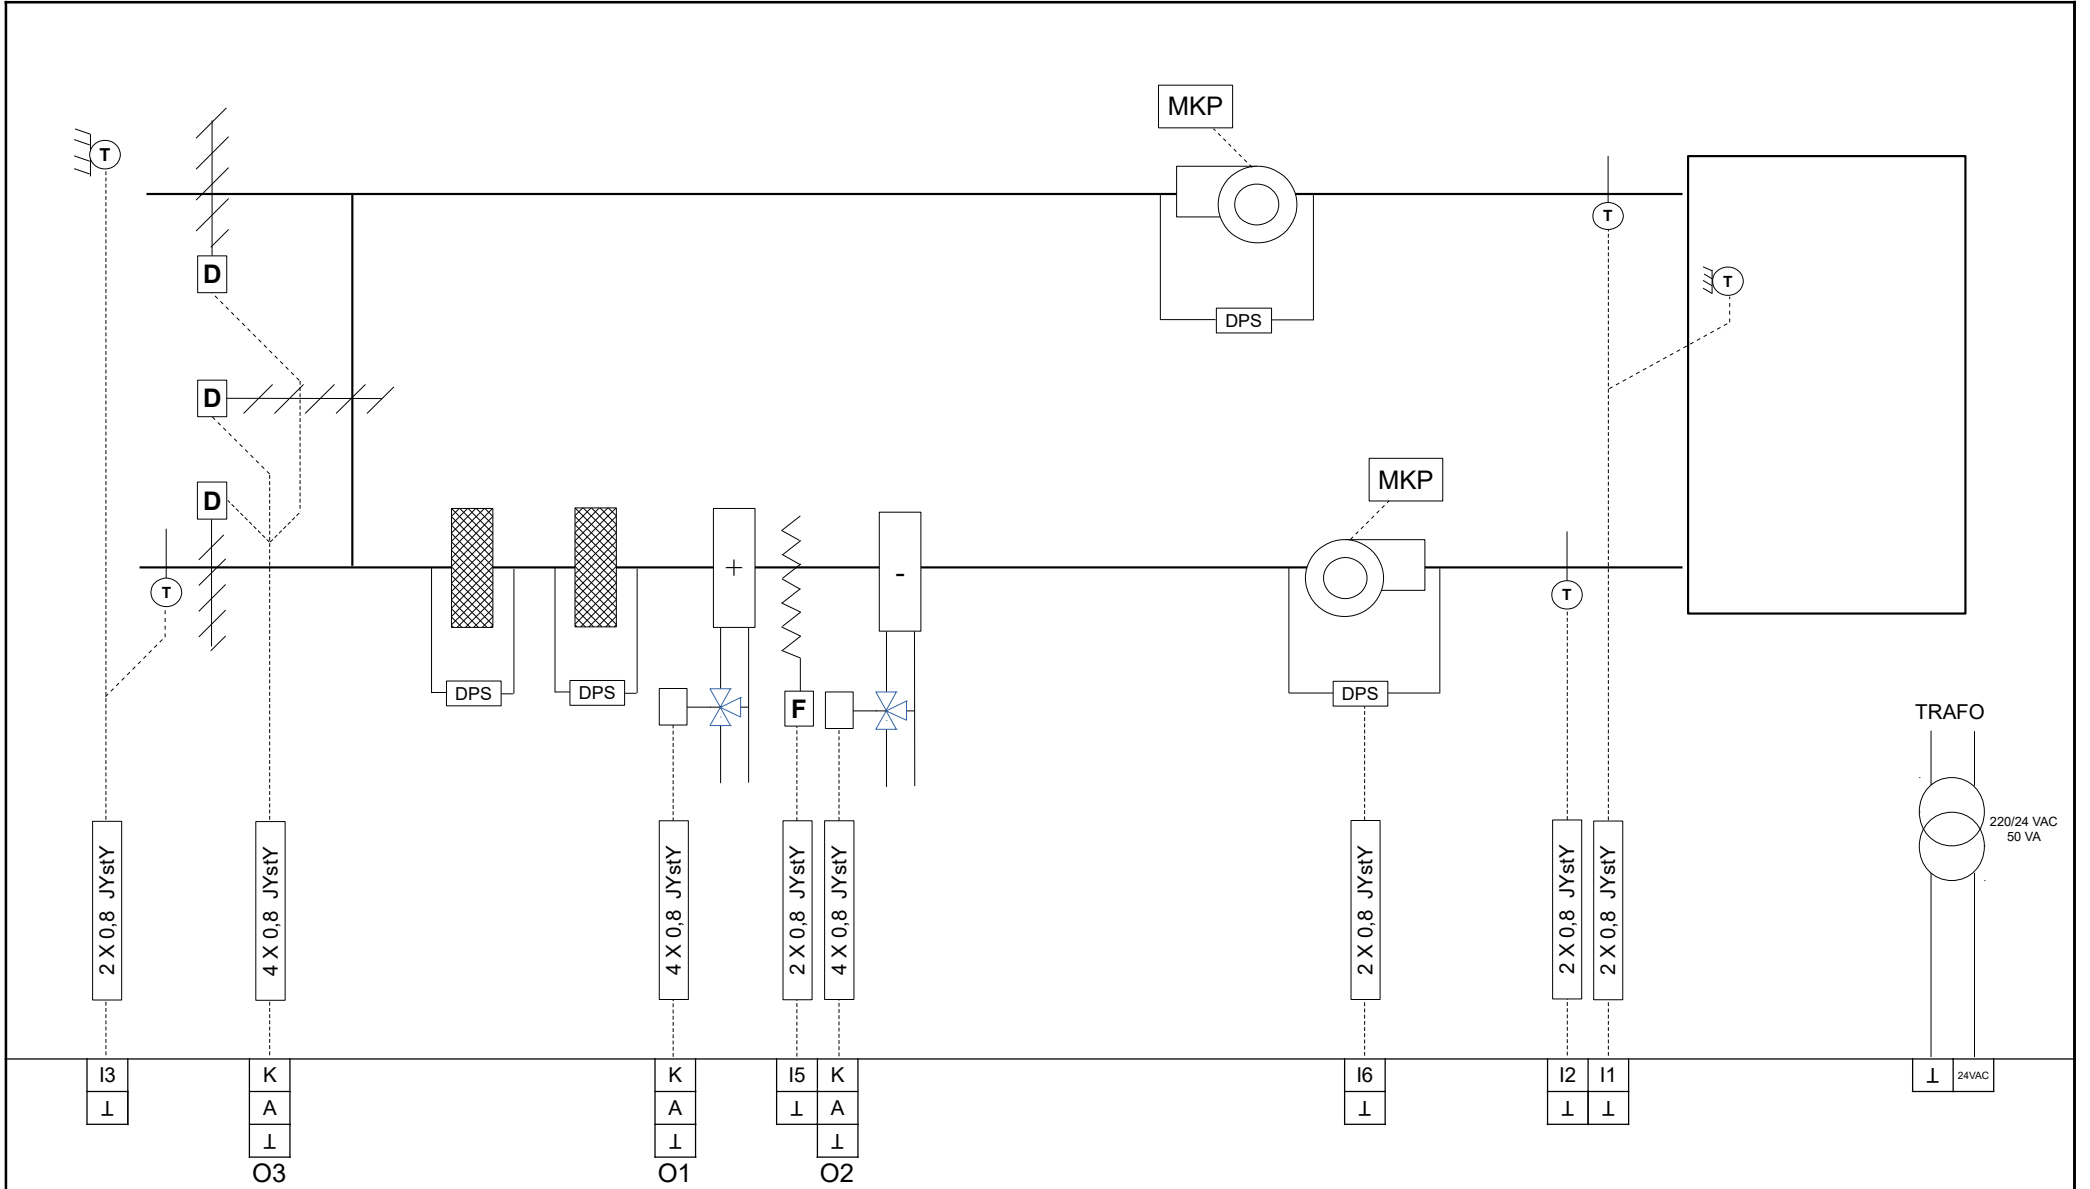 MKP
T
T
D
T
DPS
D
MKP
D
+
-
T
T
DPS
DPS
DPS
F
TRAFO
220/24 VAC
50 VA
2 X 0,8 JYstY
4 X 0,8 JYstY
4 X 0,8 JYstY
2 X 0,8 JYstY
4 X 0,8 JYstY
2 X 0,8 JYstY
2 X 0,8 JYstY
2 X 0,8 JYstY
I3
K
K
I5
K
I6
I2
I1
⊥
24VAC
⊥
A
A
⊥
A
⊥
⊥
⊥
⊥
⊥
⊥
O3
O1
O2